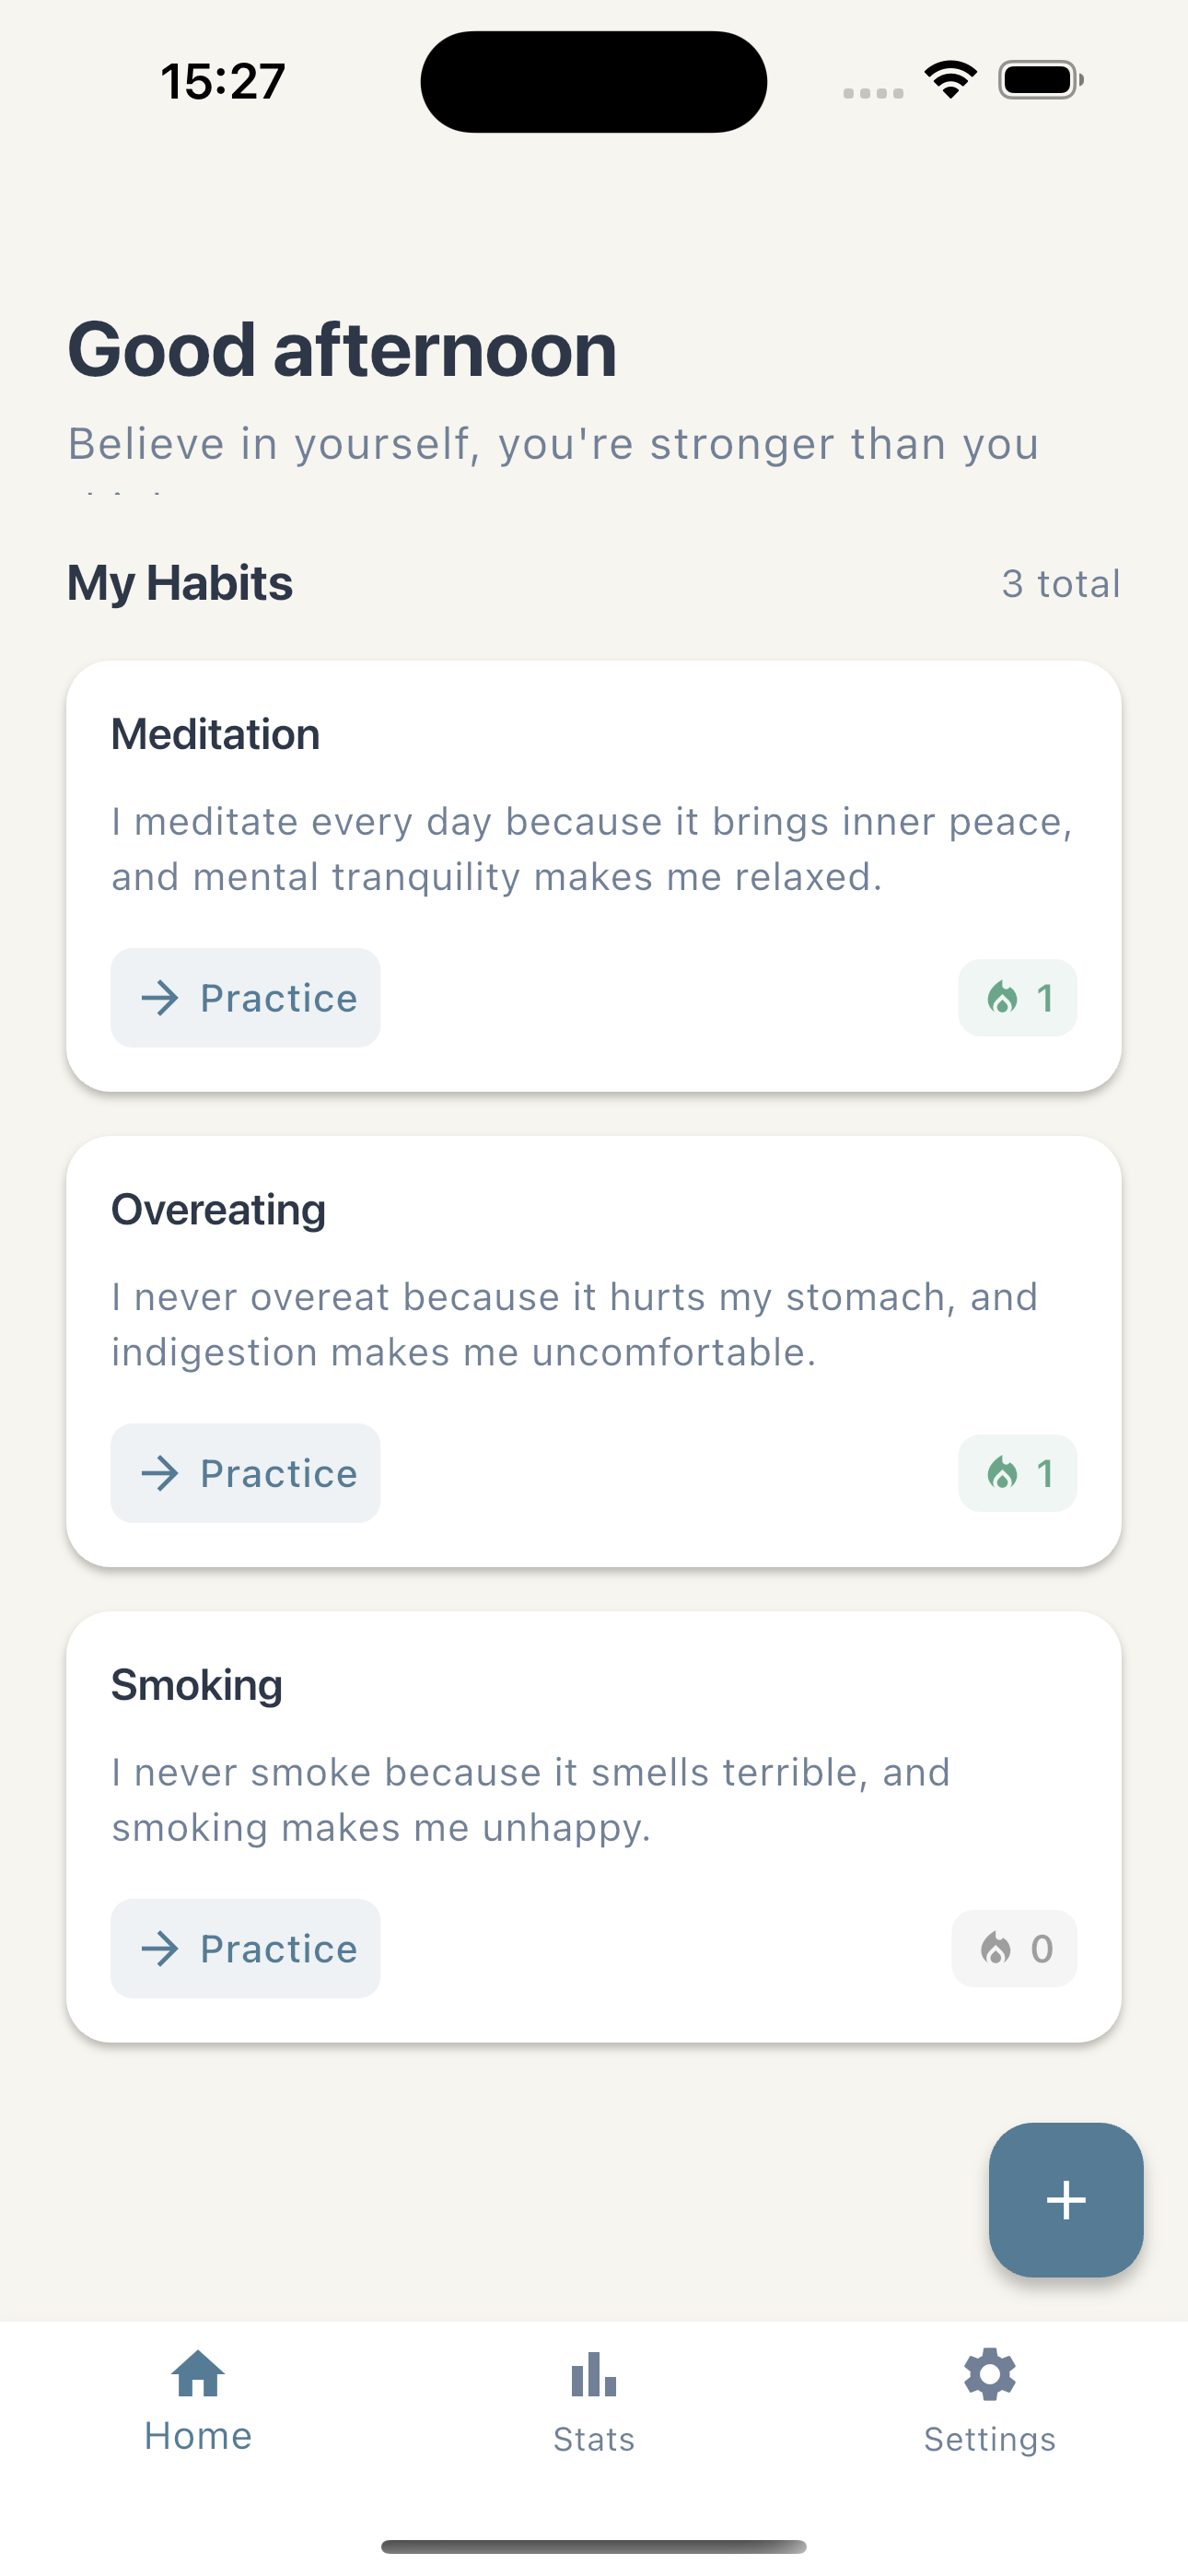 15:27
Good afternoon
Believe in yourself, you're stronger than you
My Habits
3 total
Meditation
I meditate every day because it brings inner peace,
and mental tranquility makes me relaxed.
Practice
1
Overeating
I never overeat because it hurts my stomach, and
indigestion makes me uncomfortable.
Practice
1
Smoking
I never smoke because it smells terrible, and
smoking makes me unhappy.
Practice
0
Home
Stats
Settings